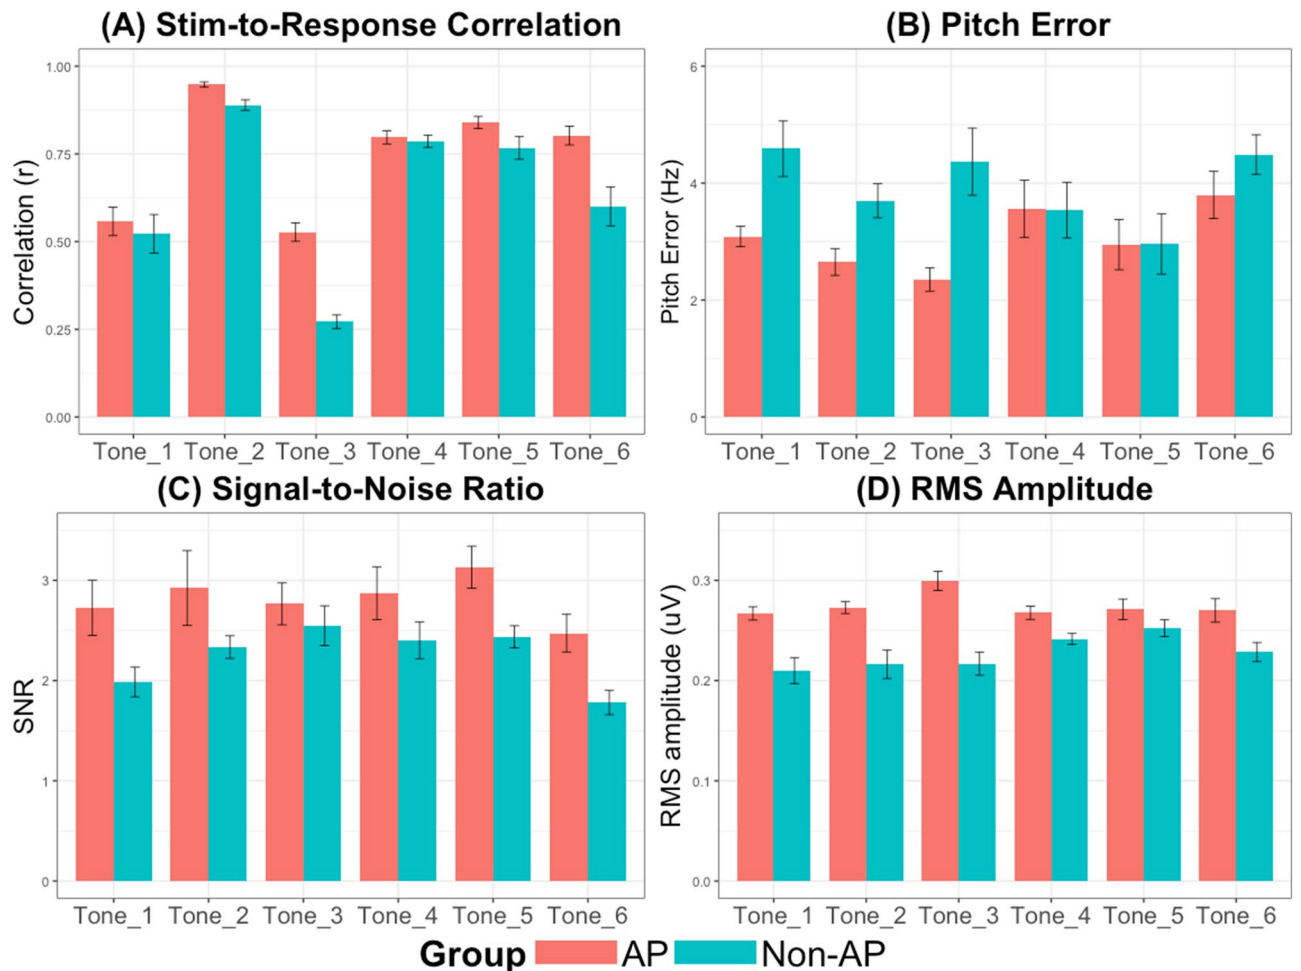 (A) Stim-to-Response Correlation
1.00
0.75
0.50
0.25
0.00
Correlation (r)
Tone_1 Tone_2 Tone_3 Tone_4 Tone_5 Tone_6
(B) Pitch Error
6
4
2
0
Pitch Error (Hz)
Tone_1 Tone_2 Tone_3 Tone_4 Tone_5 Tone_6
(C) Signal-to-Noise Ratio
3
2
1
0
SNR
Tone_1 Tone_2 Tone_3 Tone_4 Tone_5 Tone_6
(D) RMS Amplitude
0.3
0.2
0.1
0.0
RMS amplitude (uV)
Tone_1 Tone_2 Tone_3 Tone_4 Tone_5 Tone_6
Group AP Non-AP